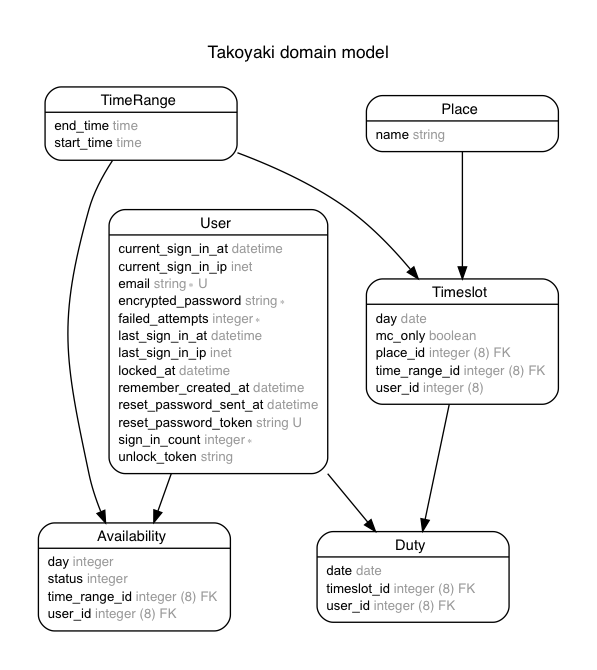 Takoyaki domain model
TimeRange
end_time time
start_time time
Place
name string
User
current_sign_in_at datetime
current_sign_in_ip inet
email string ∗ U
encrypted_password string ∗
failed_attempts integer ∗
last_sign_in_at datetime
last_sign_in_ip inet
locked_at datetime
remember_created_at datetime
reset_password_sent_at datetime
reset_password_token string U
sign_in_count integer ∗
unlock_token string
Timeslot
day date
mc_only boolean
place_id integer (8) FK
time_range_id integer (8) FK
user_id integer (8)
Availability
day integer
status integer
time_range_id integer (8) FK
user_id integer (8) FK
Duty
date date
timeslot_id integer (8) FK
user_id integer (8) FK